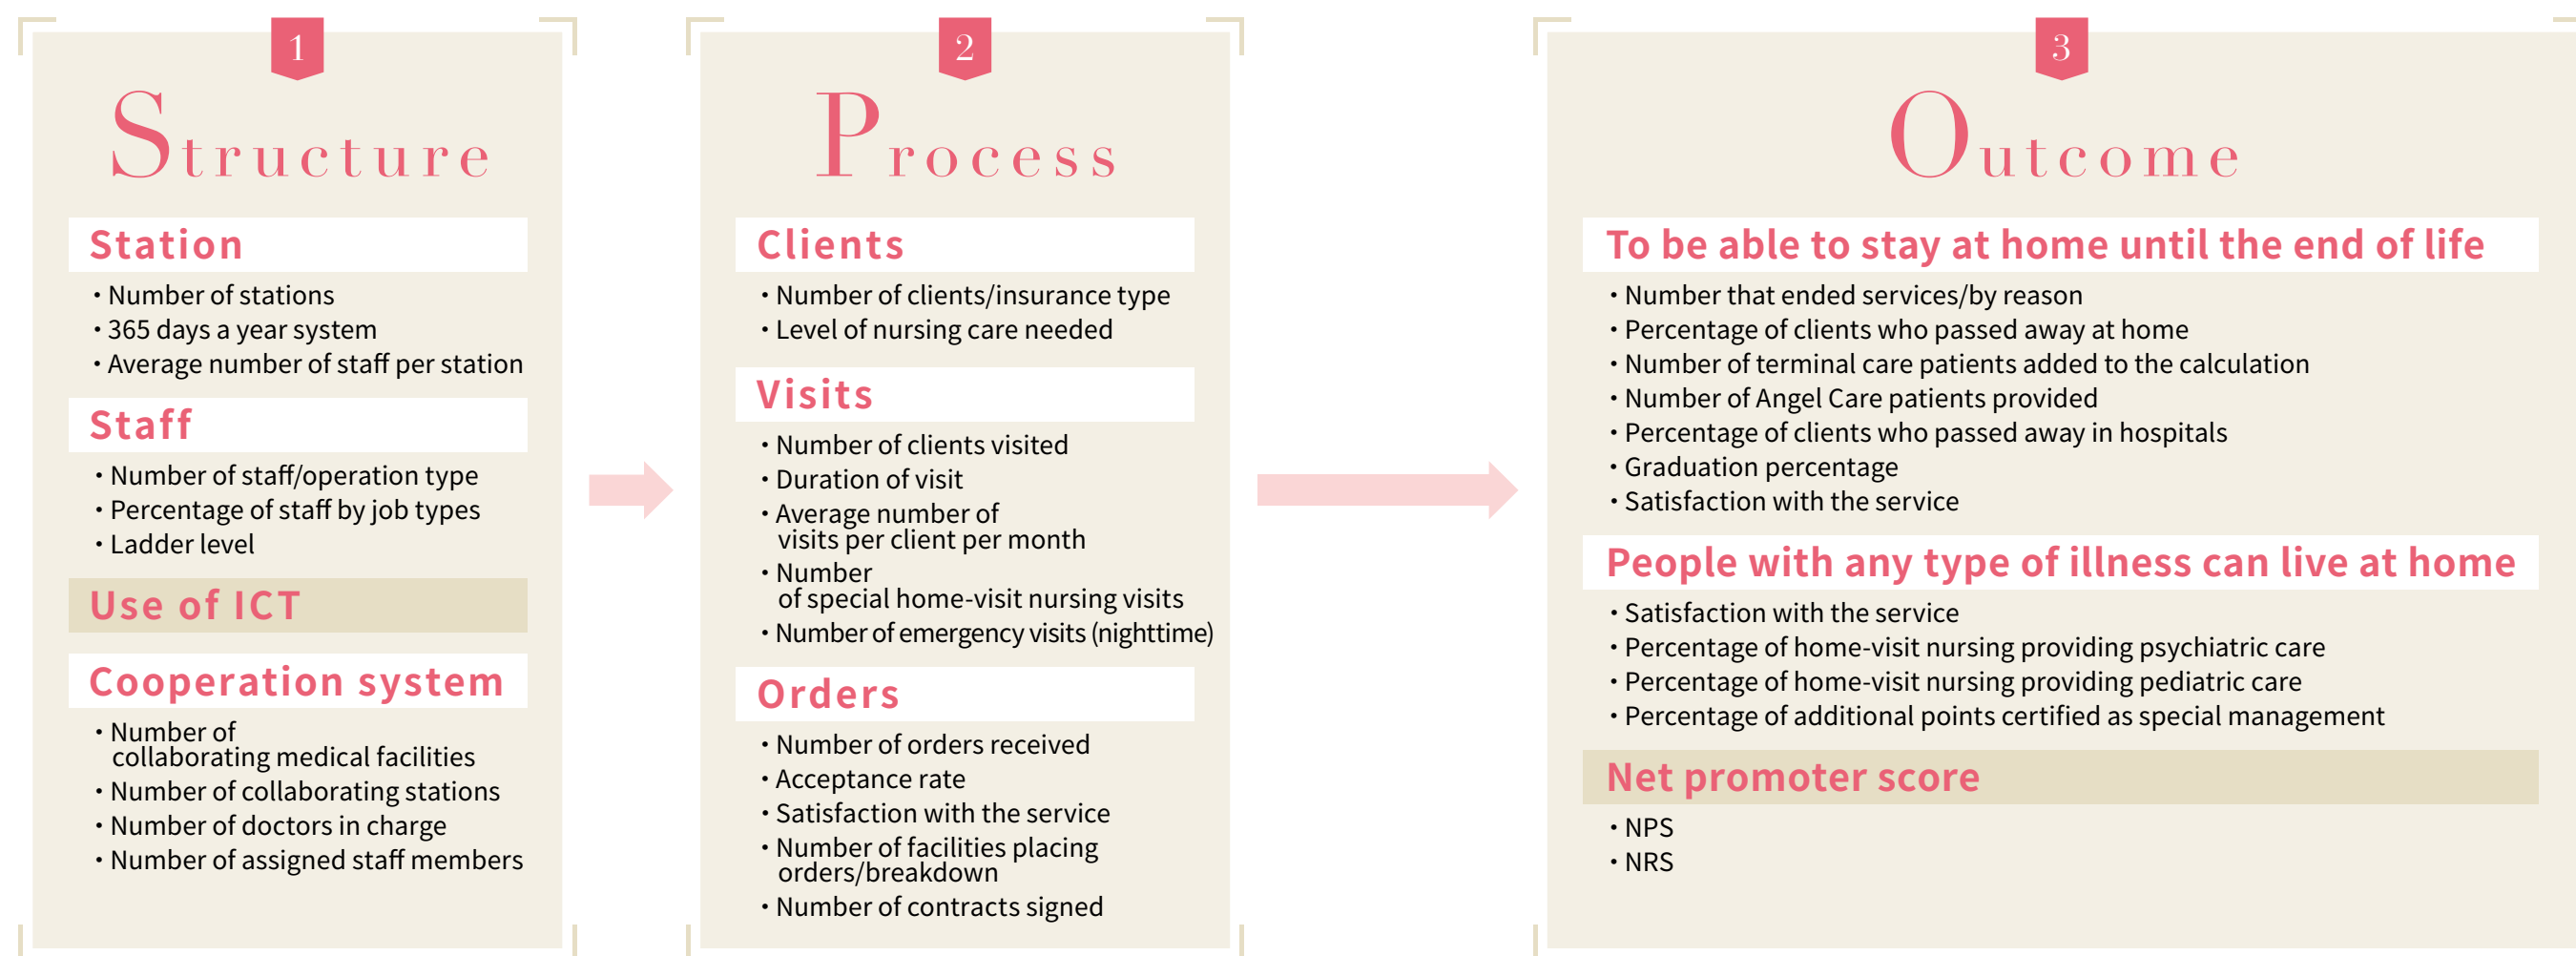 1
Structure
Station
・Number of stations
・365 days a year system
・Average number of staff per station
Staff
・Number of staff/operation type
・Percentage of staff by job types
・Ladder level
Use of ICT
Cooperation system
・Number of
collaborating medical facilities
・Number of collaborating stations
・Number of doctors in charge
・Number of assigned staff members
2
Process
Clients
・Number of clients/insurance type
・Level of nursing care needed
Visits
・Number of clients visited
・Duration of visit
・Average number of
visits per client per month
・Number
of special home-visit nursing visits
・Number of emergency visits (nighttime)
Orders
・Number of orders received
・Acceptance rate
・Satisfaction with the service
・Number of facilities placing
orders/breakdown
・Number of contracts signed
3
Outcome
To be able to stay at home until the end of life
・Number that ended services/by reason
・Percentage of clients who passed away at home
・Number of terminal care patients added to the calculation
・Number of Angel Care patients provided
・Percentage of clients who passed away in hospitals
・Graduation percentage
・Satisfaction with the service
People with any type of illness can live at home
・Satisfaction with the service
・Percentage of home-visit nursing providing psychiatric care
・Percentage of home-visit nursing providing pediatric care
・Percentage of additional points certified as special management
Net promoter score
・NPS
・NRS